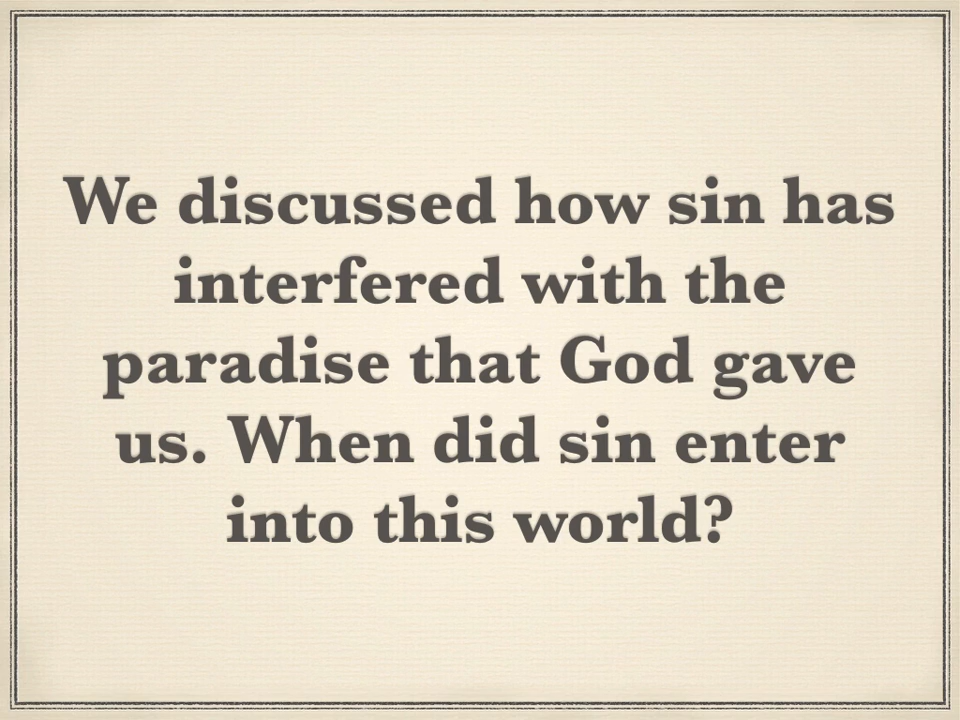 We discussed how sin has
interfered with the
paradise that God gave
us. When did sin enter
into this world?